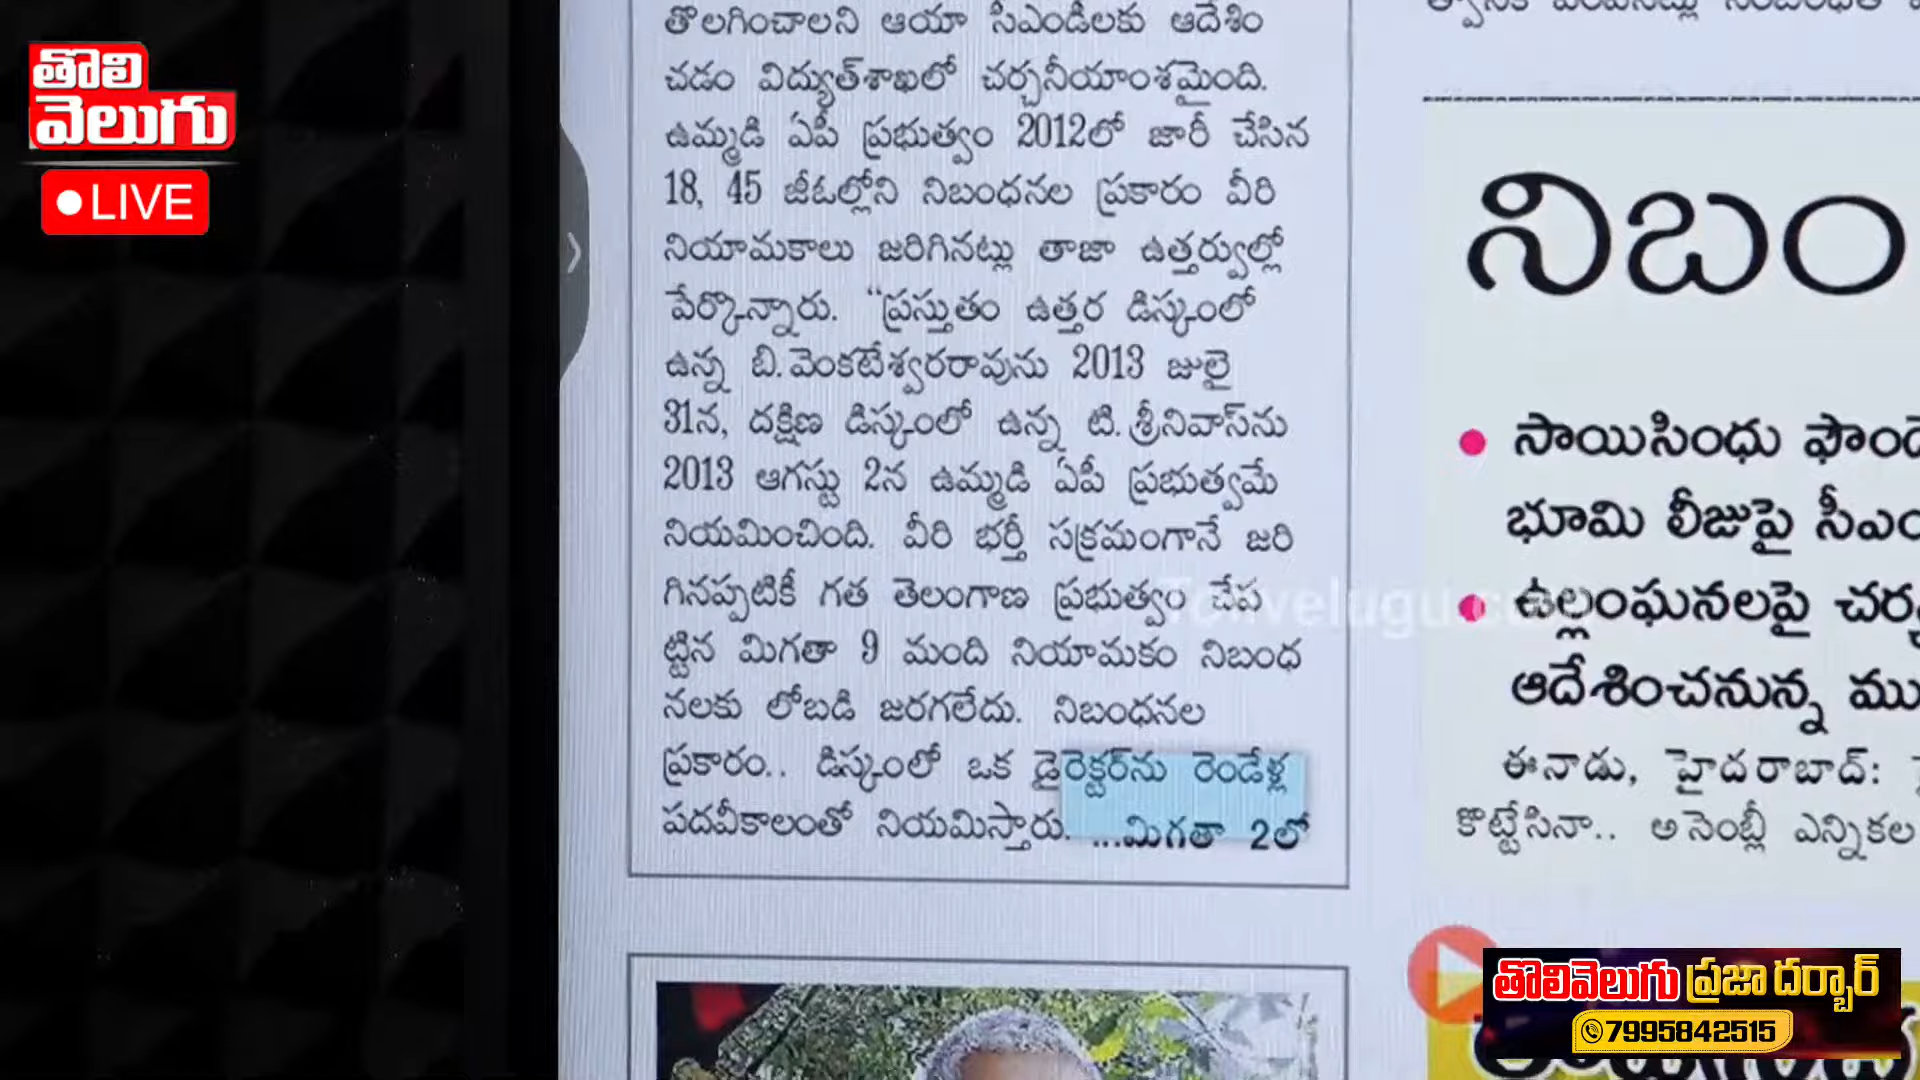 తొలి
వెలుగు
LIVE
తొలగించాలని ఆయా సీఎండీలకు ఆదేశిం
చడం విద్యుత్‌శాఖలో చర్చనీయాంశమైంది.
ఉమ్మడి ఏపీ ప్రభుత్వం 2012లో జారీ చేసిన
18, 45 జీఓల్లోని నిబంధనల ప్రకారం వీరి
నియామకాలు జరిగినట్లు తాజా ఉత్తర్వుల్లో
పేర్కొన్నారు. “ప్రస్తుతం ఉత్తర డిస్కంలో
ఉన్న బి.వెంకటేశ్వరరావును 2013 జులై
31న, దక్షిణ డిస్కంలో ఉన్న టి.శ్రీనివాస్‌ను
2013 ఆగస్టు 2న ఉమ్మడి ఏపీ ప్రభుత్వమే
నియమించింది. వీరి భర్తీ సక్రమంగానే జరి
గినప్పటికీ గత తెలంగాణ ప్రభుత్వం చేప
ట్టిన మిగతా 9 మంది నియామకం నిబంధ
నలకు లోబడి జరగలేదు. నిబంధనల
ప్రకారం.. డిస్కంలో ఒక డైరెక్టర్‌ను రెండేళ్ల
పదవీకాలంతో నియమిస్తారు. ...మిగతా 2లో
నిబం
సాయిసింధు ఫౌండే
భూమి లీజుపై సీఎం
ఉల్లంఘనలపై చర్య
ఆదేశించనున్న ము
ఈనాడు, హైదరాబాద్:
కొట్టేసినా.. అసెంబ్లీ ఎన్నికల
Tolivelugu.c
తొలివెలుగు ప్రజా దర్బార్
7995842515